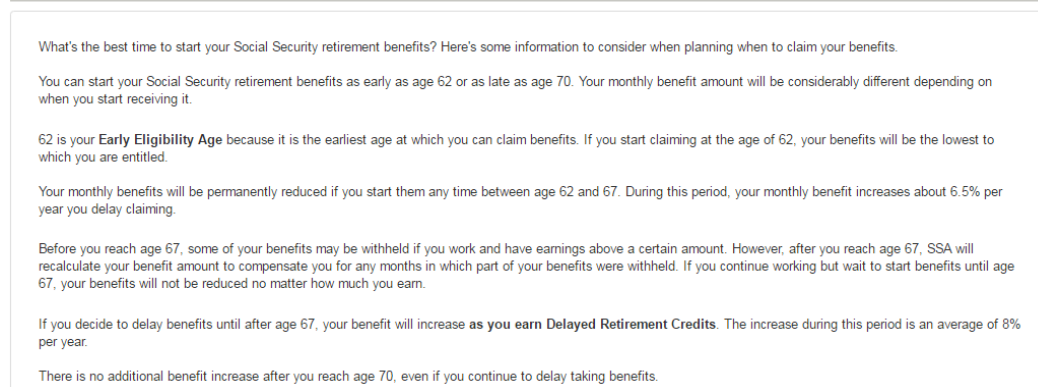 What's the best time to start your Social Security retirement benefits? Here's some information to consider when planning when to claim your benefits.
You can start your Social Security retirement benefits as early as age 62 or as late as age 70. Your monthly benefit amount will be considerably different depending on
when you start receiving it.
62 is your Early Eligibility Age because it is the earliest age at which you can claim benefits. If you start claiming at the age of 62, your benefits will be the lowest to
which you are entitled.
Your monthly benefits will be permanently reduced if you start them any time between age 62 and 67. During this period, your monthly benefit increases about 6.5% per
year you delay claiming.
Before you reach age 67, some of your benefits may be withheld if you work and have earnings above a certain amount. However, after you reach age 67, SSA will
recalculate your benefit amount to compensate you for any months in which part of your benefits were withheld. If you continue working but wait to start benefits until age
67, your benefits will not be reduced no matter how much you earn.
If you decide to delay benefits until after age 67, your benefit will increase as you earn Delayed Retirement Credits. The increase during this period is an average of 8%
per year.
There is no additional benefit increase after you reach age 70, even if you continue to delay taking benefits.